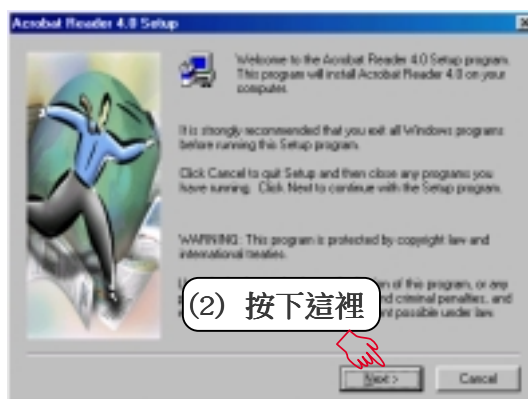 Acrobat Reader 4.0 Setup
Welcome to the Acrobat Reader 4.0 Setup program.
This program will install Acrobat Reader 4.0 on your
computer.
It is strongly recommended that you exit all Windows programs
before running this Setup program.
Click Cancel to quit Setup and then close any programs you
have running. Click Next to continue with the Setup program.
WARNING: This program is protected by copyright law and
international treaties.
of this program, or any
criminal penalties, and
possible under law.
(2) 按下這裡
Next >
Cancel